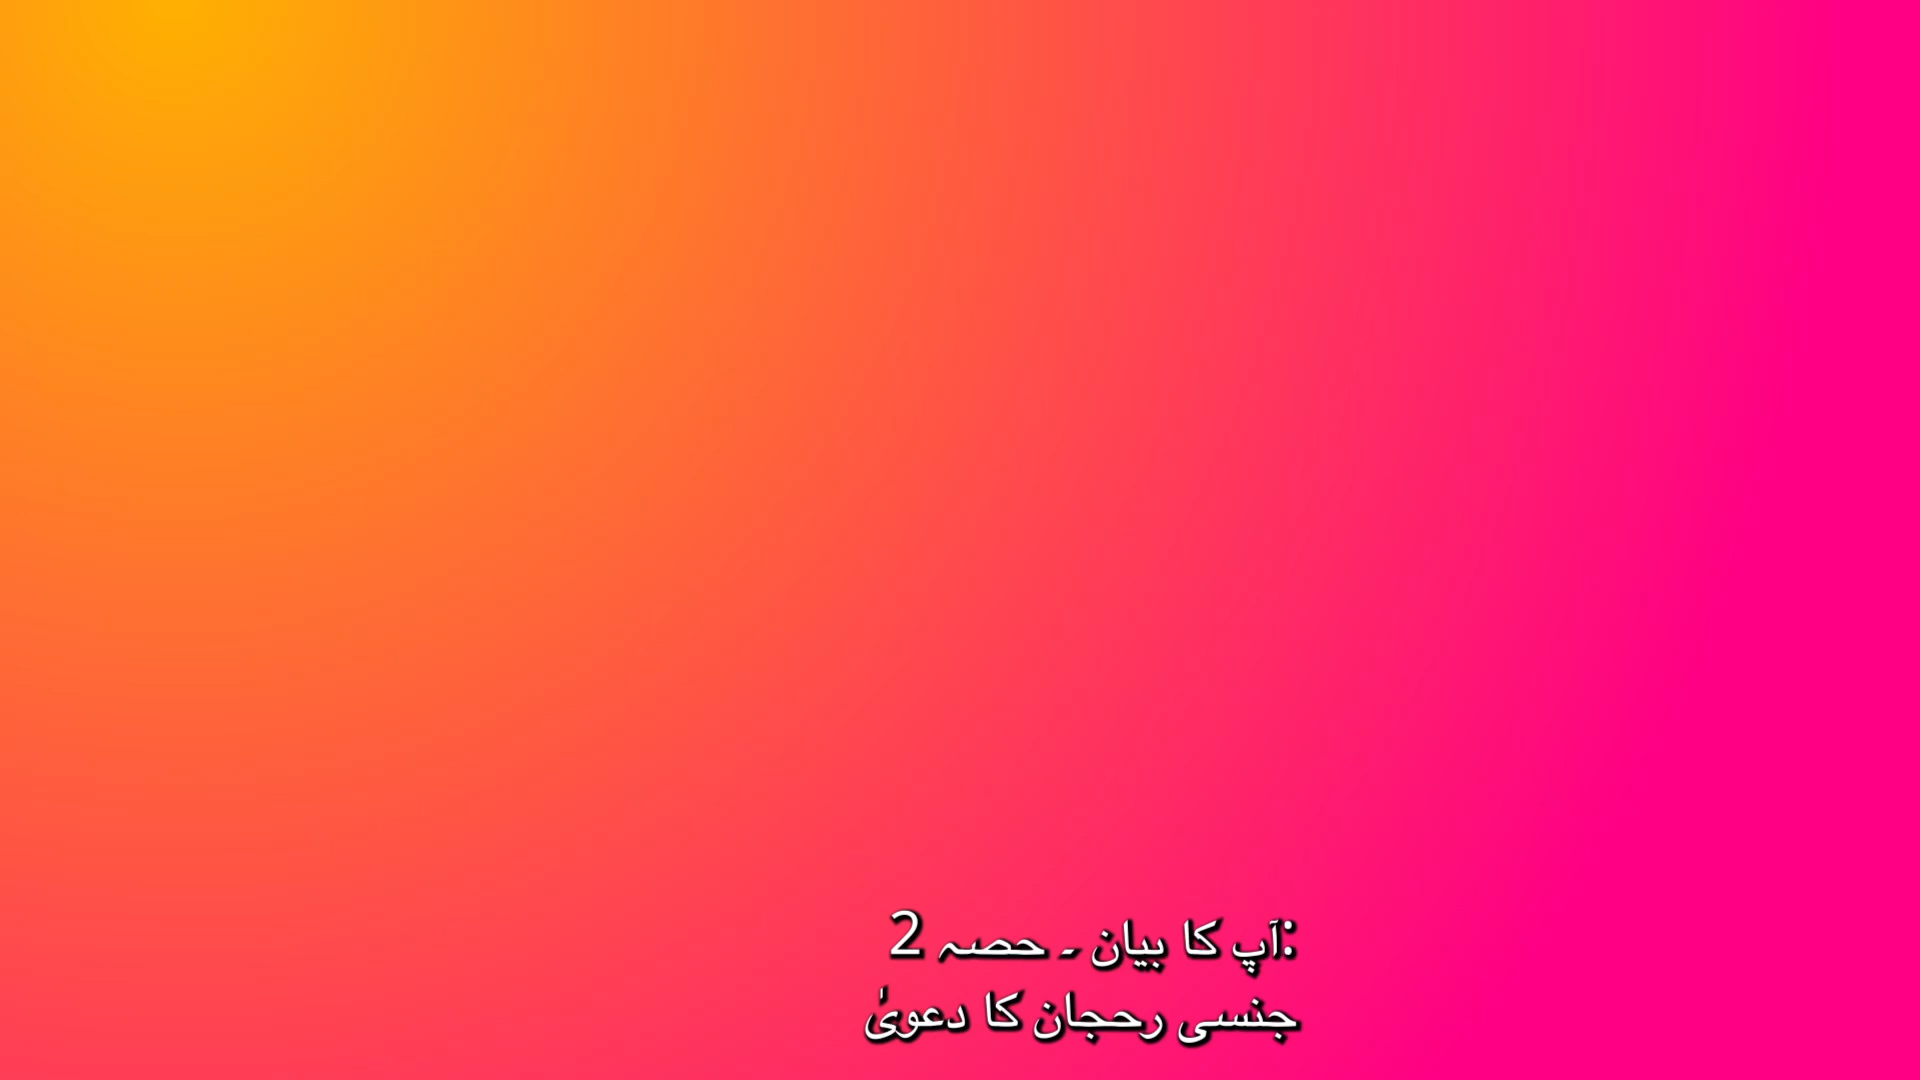 آپ کا بیان ۔ حصہ 2:
جنسی رحجان کا دعویٰ